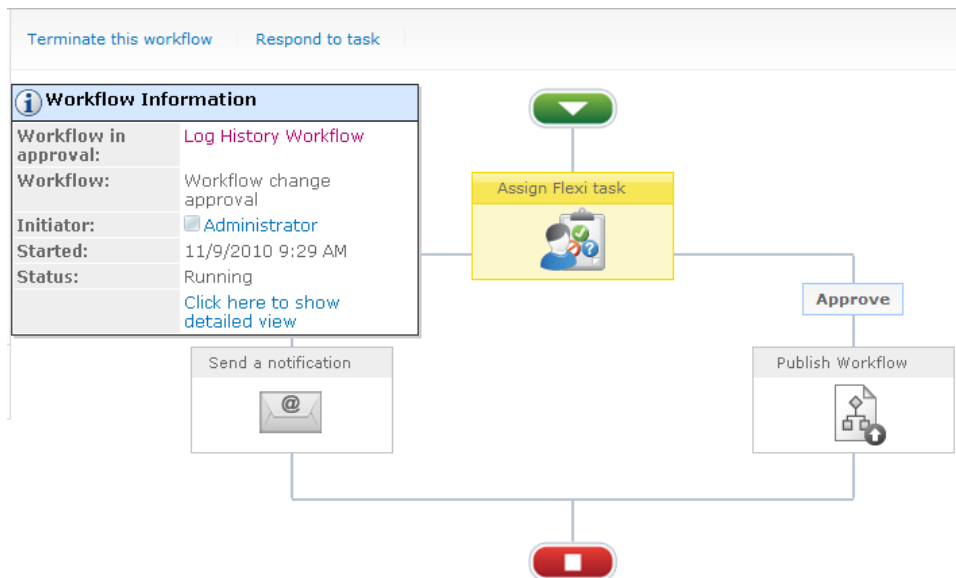 Terminate this workflow
Respond to task
Workflow Information
Workflow in approval:
Log History Workflow
Workflow:
Workflow change
approval
Initiator:
Administrator
Started:
11/9/2010 9:29 AM
Status:
Running
Click here to show
detailed view
Assign Flexi task
Approve
Send a notification
@
Publish Workflow